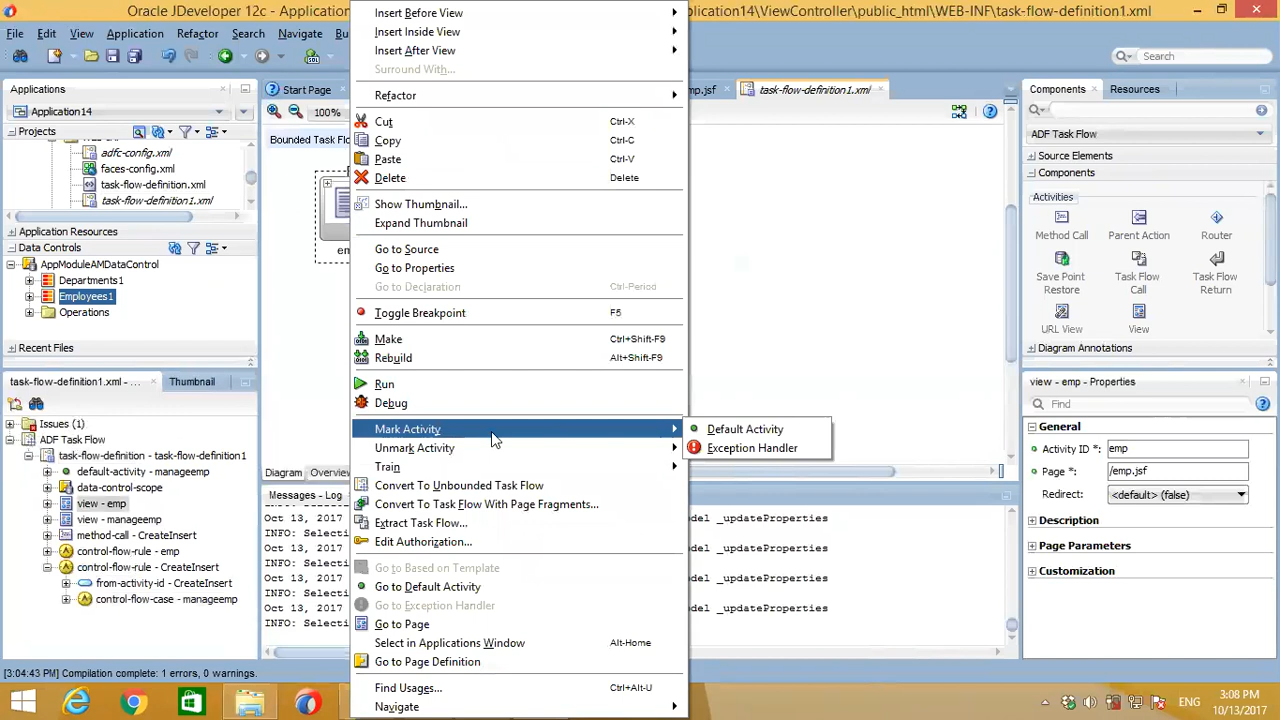 Oracle JDeveloper 12c - Application
Application14\ViewController\public_html\WEB-INF\task-flow-definition1.xml
File Edit View Application Refactor Search Navigate
Search
Applications
Application14
Projects
adfc-config.xml
faces-config.xml
task-flow-definition.xml
task-flow-definition1.xml
Application Resources
Data Controls
AppModuleAMDataControl
Departments1
Employees1
Operations
Recent Files
task-flow-definition1.xml - ...
Thumbnail
Issues (1)
ADF Task Flow
task-flow-definition - task-flow-definition1
default-activity - manageemp
data-control-scope
view - emp
view - manageemp
method-call - CreateInsert
control-flow-rule - emp
control-flow-rule - CreateInsert
from-activity-id - CreateInsert
control-flow-case - manageemp
[3:04:43 PM] Compilation complete: 1 errors, 0 warnings.
Start Page
mp.jsf
task-flow-definition1.xml
100%
Bounded Task Flo
em
Diagram Overview
Messages - Log
Oct 13, 2017
INFO: Selecti
Oct 13, 2017
INFO: Selecti
Oct 13, 2017
INFO: Selecti
Oct 13, 2017
INFO: Selecti
del _updateProperties
del _updateProperties
del _updateProperties
del _updateProperties
Insert Before View
Insert Inside View
Insert After View
Surround With...
Refactor
Cut Ctrl-X
Copy Ctrl-C
Paste Ctrl-V
Delete Delete
Show Thumbnail...
Expand Thumbnail
Go to Source
Go to Properties
Go to Declaration Ctrl-Period
Toggle Breakpoint F5
Make Ctrl+Shift-F9
Rebuild Alt+Shift-F9
Run
Debug
Mark Activity
Unmark Activity
Train
Convert To Unbounded Task Flow
Convert To Task Flow With Page Fragments...
Extract Task Flow...
Edit Authorization...
Go to Based on Template
Go to Default Activity
Go to Exception Handler
Go to Page
Select in Applications Window Alt-Home
Go to Page Definition
Find Usages... Ctrl+Alt-U
Navigate
Default Activity
Exception Handler
Components
Resources
ADF Task Flow
Source Elements
Components
Activities
Method Call Parent Action Router
Save Point Restore
Task Flow Call
Task Flow Return
URL View View
Diagram Annotations
view - emp - Properties
Find
General
Activity ID *: emp
Page *: /emp.jsf
Redirect: <default> (false)
Description
Page Parameters
Customization
ENG
3:08 PM
10/13/2017